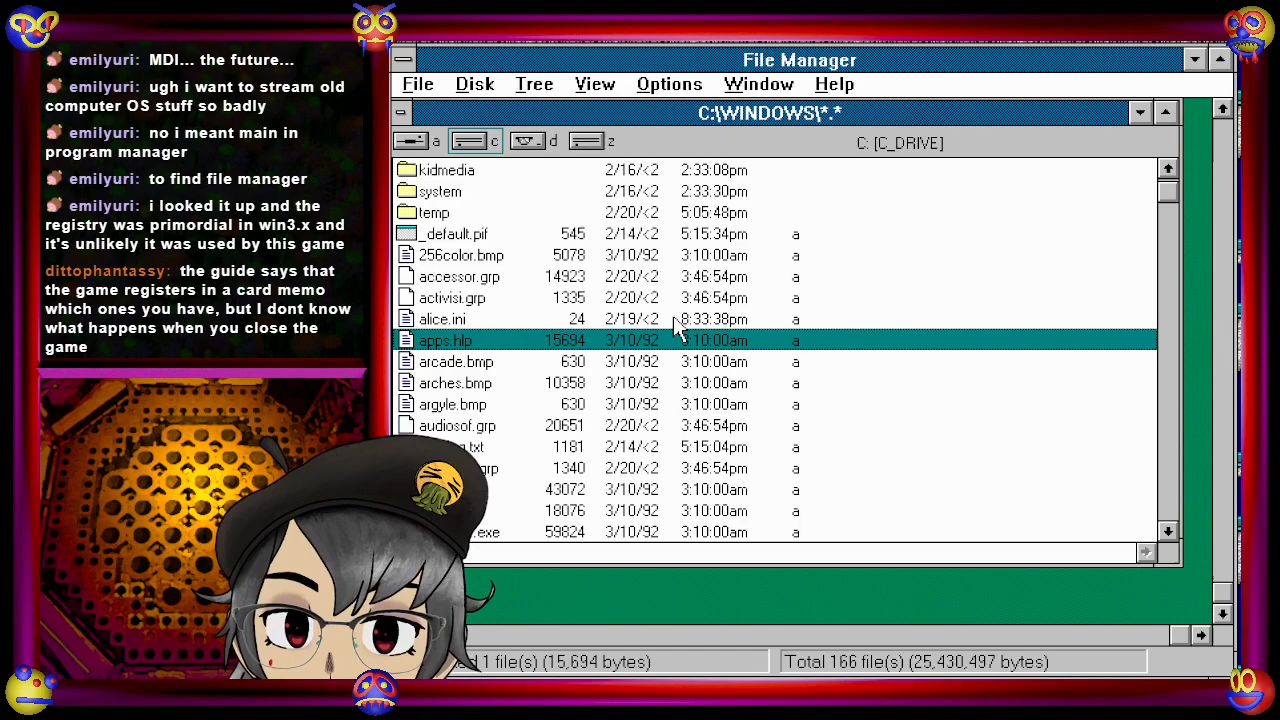 emilyuri: MDI... the future...
emilyuri: ugh i want to stream old
computer OS stuff so badly
emilyuri: no i meant main in
program manager
emilyuri: to find file manager
emilyuri: i looked it up and the
registry was primordial in win3.x and
it's unlikely it was used by this game
dittophantassy: the guide says that
the game registers in a card memo
which ones you have, but I dont know
what happens when you close the
game
File Manager
File Disk Tree View Options Window Help
C:\WINDOWS\*.*
a c d z C: [C_DRIVE]
kidmedia 2/16/<2 2:33:08pm
system 2/16/<2 2:33:30pm
temp 2/20/<2 5:05:48pm
_default.pif 545 2/14/<2 5:15:34pm a
256color.bmp 5078 3/10/92 3:10:00am a
accessor.grp 14923 2/20/<2 3:46:54pm a
activisi.grp 1335 2/20/<2 3:46:54pm a
alice.ini 24 2/19/<2 8:33:38pm a
apps.hlp 15694 3/10/92 3:10:00am a
arcade.bmp 630 3/10/92 3:10:00am a
arches.bmp 10358 3/10/92 3:10:00am a
argyle.bmp 630 3/10/92 3:10:00am a
audiosof.grp 20651 2/20/<2 3:46:54pm a
.txt 1181 2/14/<2 5:15:04pm a
grp 1340 2/20/<2 3:46:54pm a
43072 3/10/92 3:10:00am a
18076 3/10/92 3:10:00am a
.exe 59824 3/10/92 3:10:00am a
1 file(s) (15,694 bytes) Total 166 file(s) (25,430,497 bytes)